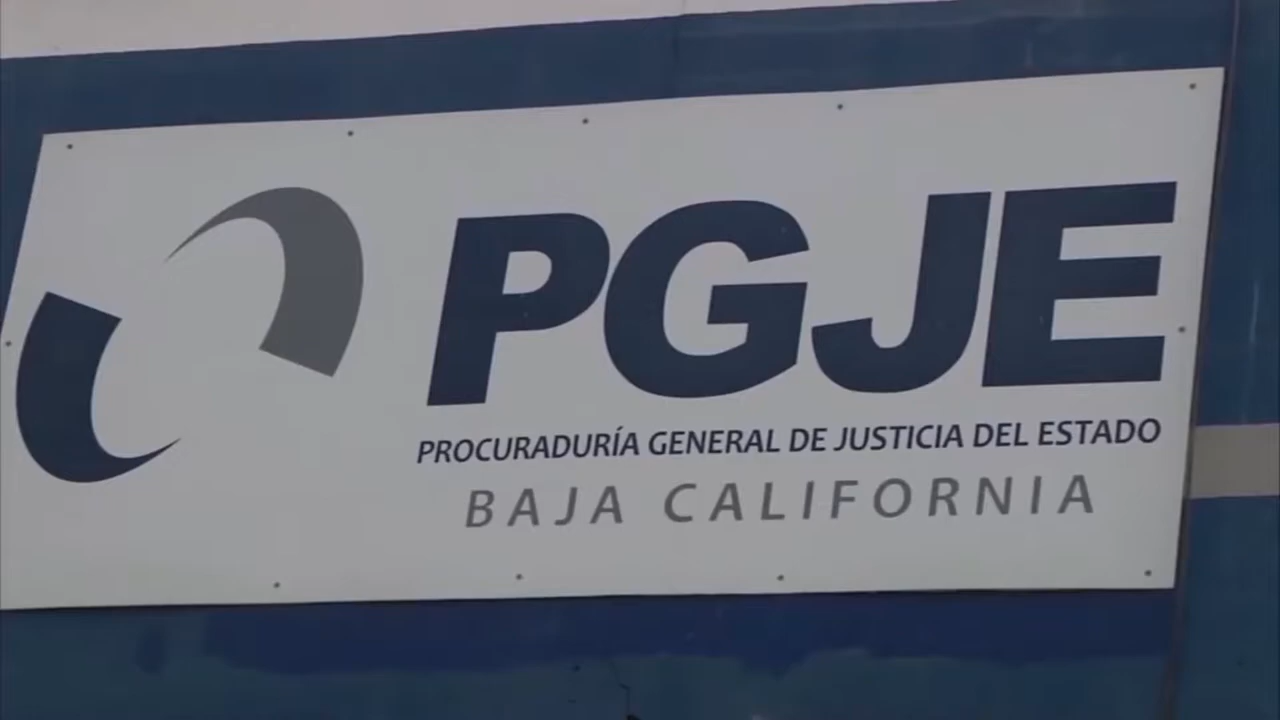 PGJE
PROCURADURÍA GENERAL DE JUSTICIA DEL ESTADO
BAJA CALIFORNIA